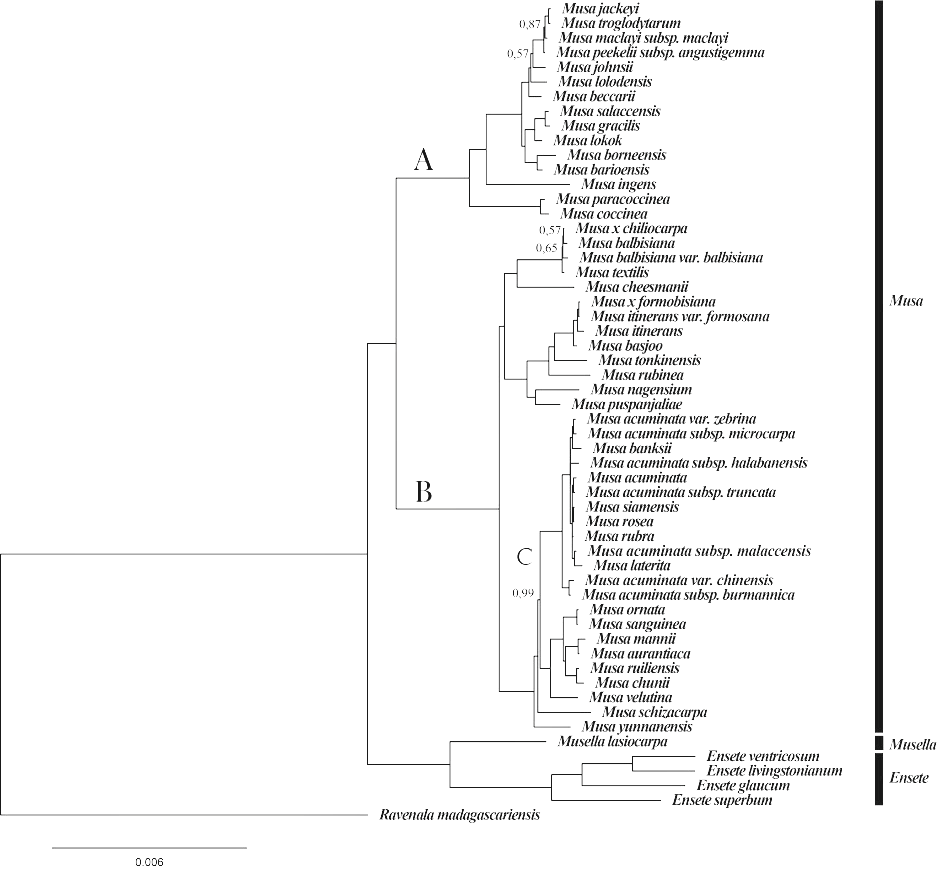 Musa jackeyi
0,87
Musa troglodytarum
Musa maclayi subsp. maclayi
0,57
Musa peekelii subsp. angustigemma
Musa johnsii
Musa lolodensis
Musa beccarii
Musa salaccensis
Musa gracilis
Musa lokok
A
Musa borneensis
Musa barioensis
Musa ingens
Musa paracoccinea
Musa coccinea
0,57
Musa x chiliocarpa
Musa balbisiana
0,65
Musa balbisiana var. balbisiana
Musa textilis
Musa cheesmanii
Musa x formobisiana
Musa
Musa itinerans var. formosana
Musa itinerans
Musa basjoo
Musa tonkinensis
Musa rubinea
Musa nagensium
Musa puspanjaliae
Musa acuminata var. zebrina
Musa acuminata subsp. microcarpa
Musa banksii
Musa acuminata subsp. halabanensis
Musa acuminata
B
Musa acuminata subsp. truncata
Musa siamensis
Musa rosea
Musa rubra
C
Musa acuminata subsp. malaccensis
Musa laterita
Musa acuminata var. chinensis
0,99
Musa acuminata subsp. burmannica
Musa ornata
Musa sanguinea
Musa mannii
Musa aurantiaca
Musa ruiliensis
Musa chunii
Musa velutina
Musa schizacarpa
Musa yunnanensis
Musella lasiocarpa
Musella
Ensete ventricosum
Ensete livingstonianum
Ensete
Ensete glaucum
Ensete superbum
Ravenala madagascariensis
0.006